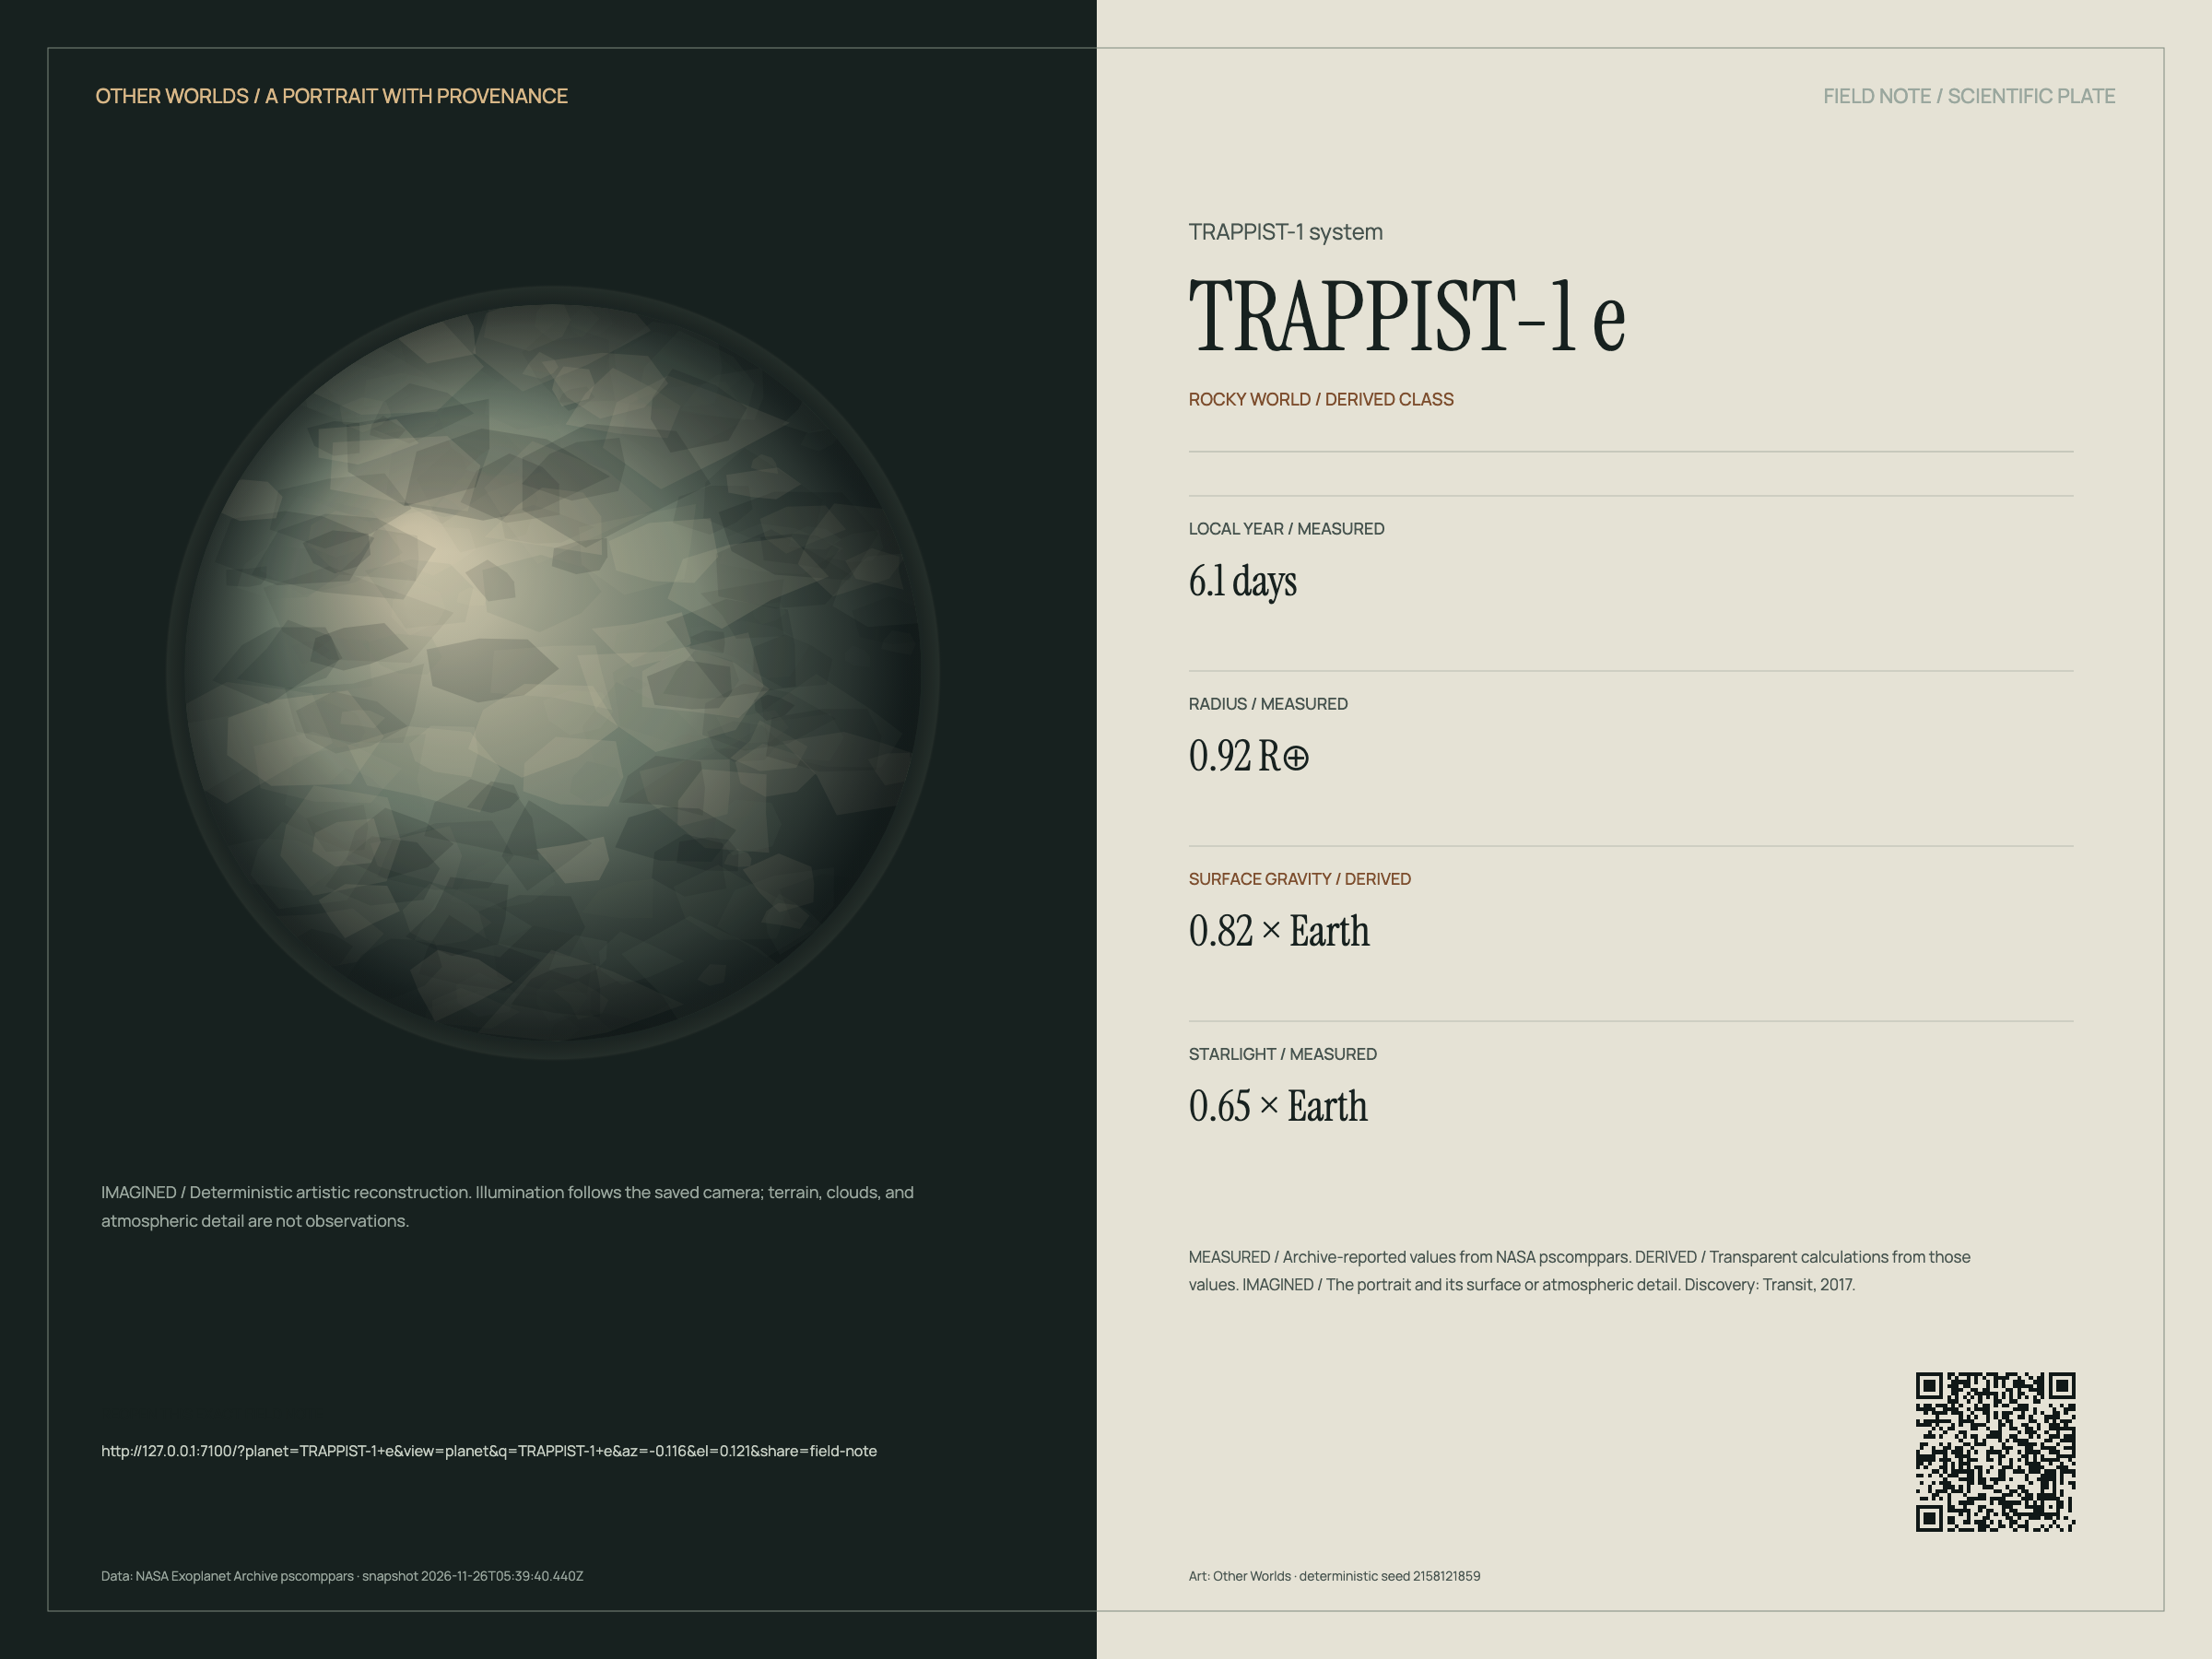 OTHER WORLDS / A PORTRAIT WITH PROVENANCE
FIELD NOTE / SCIENTIFIC PLATE
TRAPPIST-1 system
TRAPPIST-1 e
ROCKY WORLD / DERIVED CLASS
LOCAL YEAR / MEASURED
6.1 days
RADIUS / MEASURED
0.92 R⊕
SURFACE GRAVITY / DERIVED
0.82 × Earth
STARLIGHT / MEASURED
0.65 × Earth
IMAGINED / Deterministic artistic reconstruction. Illumination follows the saved camera; terrain, clouds, and
atmospheric detail are not observations.
MEASURED / Archive-reported values from NASA pscomppars. DERIVED / Transparent calculations from those
values. IMAGINED / The portrait and its surface or atmospheric detail. Discovery: Transit, 2017.
http://127.0.0.1:7100/?planet=TRAPPIST-1+e&view=planet&q=TRAPPIST-1+e&az=-0.116&el=0.121&share=field-note
Data: NASA Exoplanet Archive pscomppars · snapshot 2026-11-26T05:39:40.440Z
Art: Other Worlds · deterministic seed 2158121859